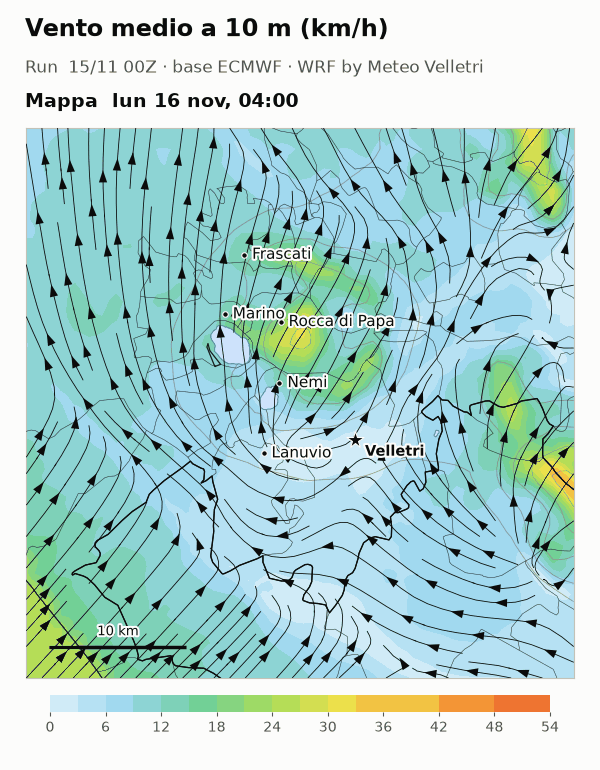 Vento medio a 10 m (km/h)
Run  15/11 00Z · base ECMWF · WRF by Meteo Velletri
Mappa  lun 16 nov, 04:00
Frascati
Marino
Rocca di Papa
Nemi
Velletri
Lanuvio
10 km
0 6 12 18 24 30 36 42 48 54